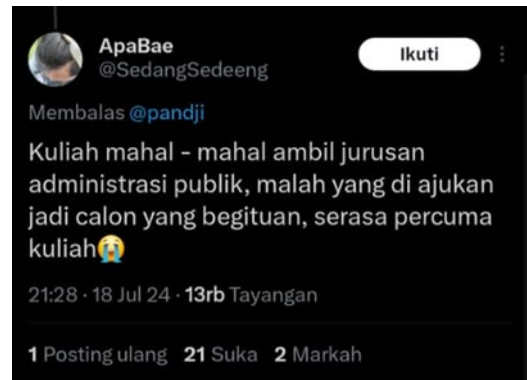 ApaBae
@SedangSedeeng
Ikuti
Membalas @pandji
Kuliah mahal - mahal ambil jurusan
administrasi publik, malah yang di ajukan
jadi calon yang begituan, serasa percuma
kuliah😭
21:28 · 18 Jul 24 · 13rb Tayangan
1 Posting ulang 21 Suka 2 Markah